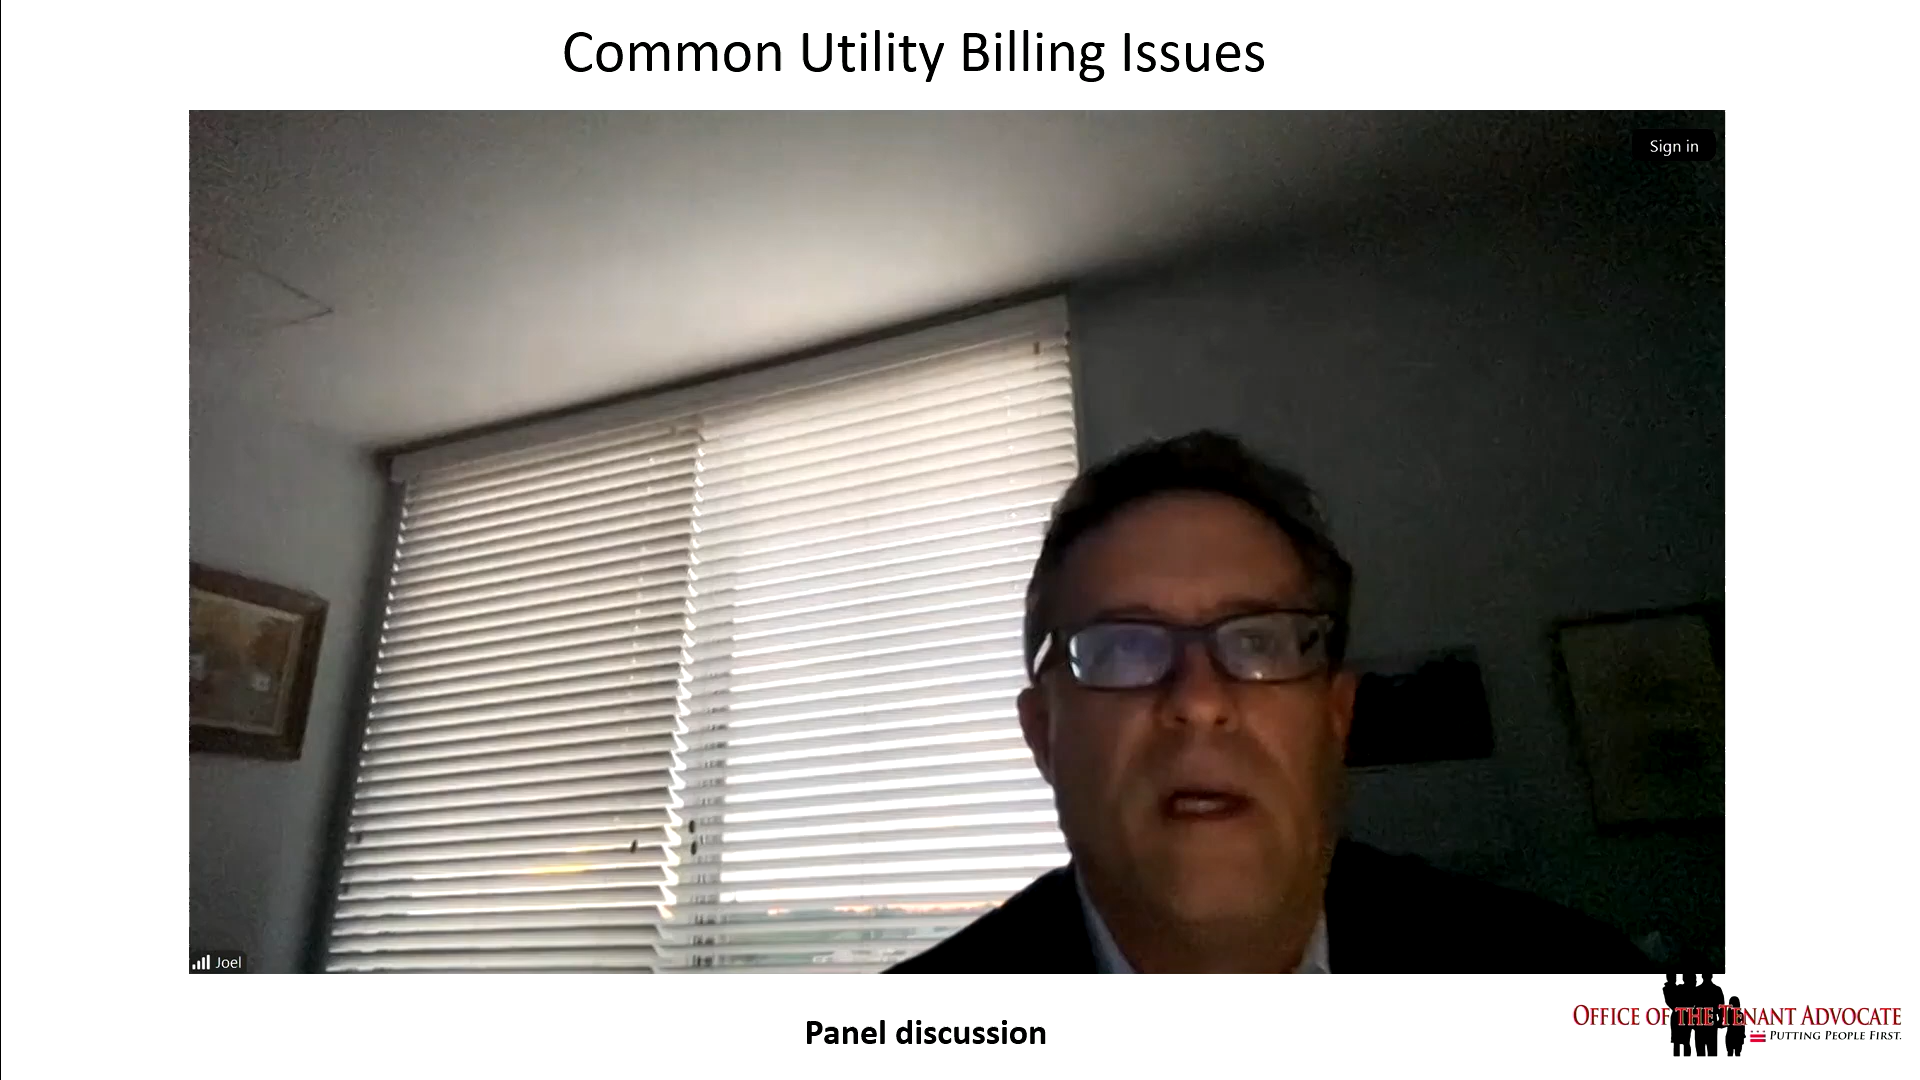 Common Utility Billing Issues
Sign in
Joel
Panel discussion
OFFICE OF THE TENANT ADVOCATE
PUTTING PEOPLE FIRST.